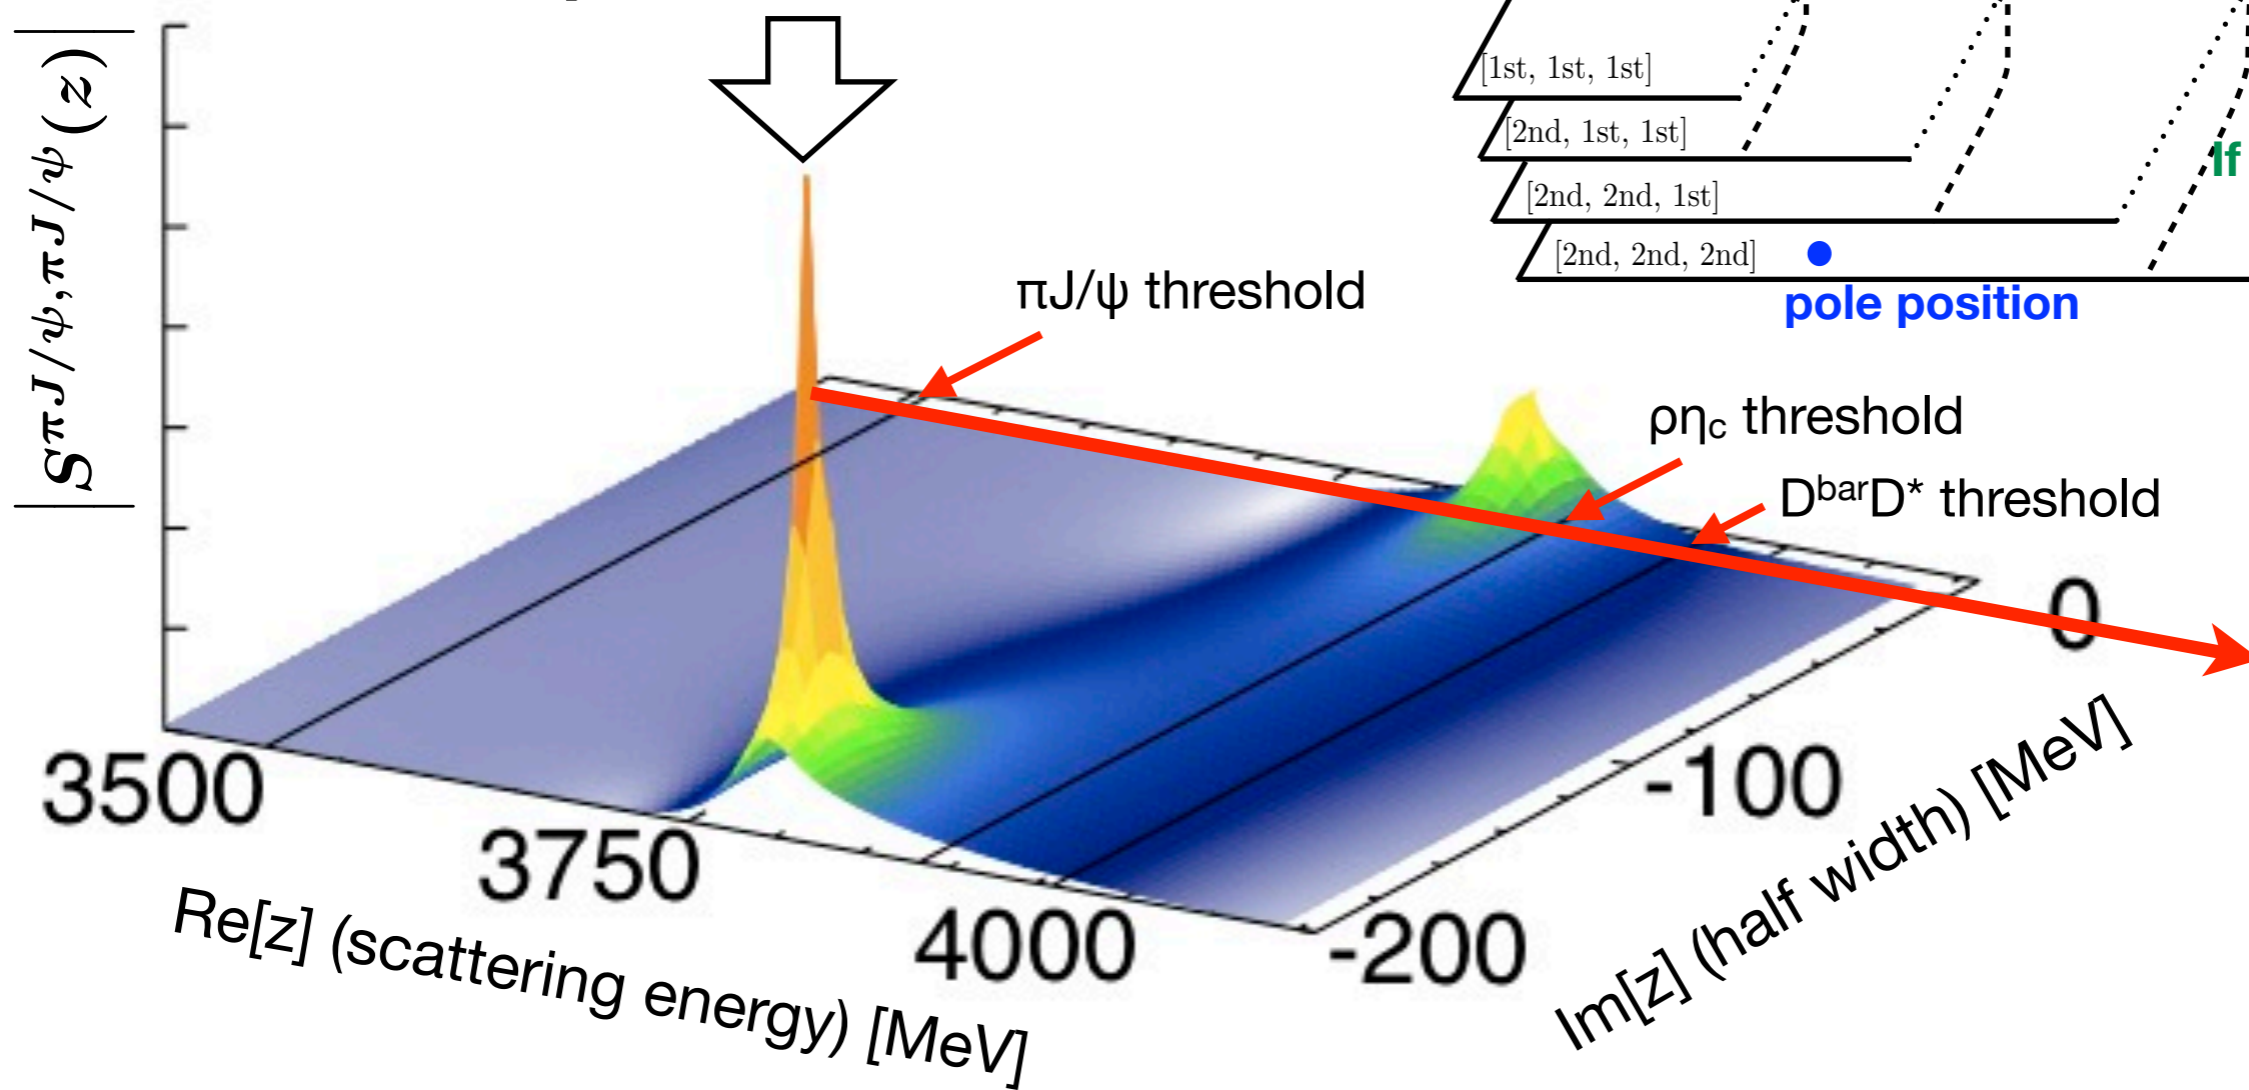 |S^{πJ/ψ,πJ/ψ}(z)|
[1st, 1st, 1st]
[2nd, 1st, 1st]
[2nd, 2nd, 1st]
[2nd, 2nd, 2nd]
If
pole position
πJ/ψ threshold
ρηc threshold
DbarD* threshold
0
-100
-200
3500
3750
4000
Re[z] (scattering energy) [MeV]
Im[z] (half width) [MeV]